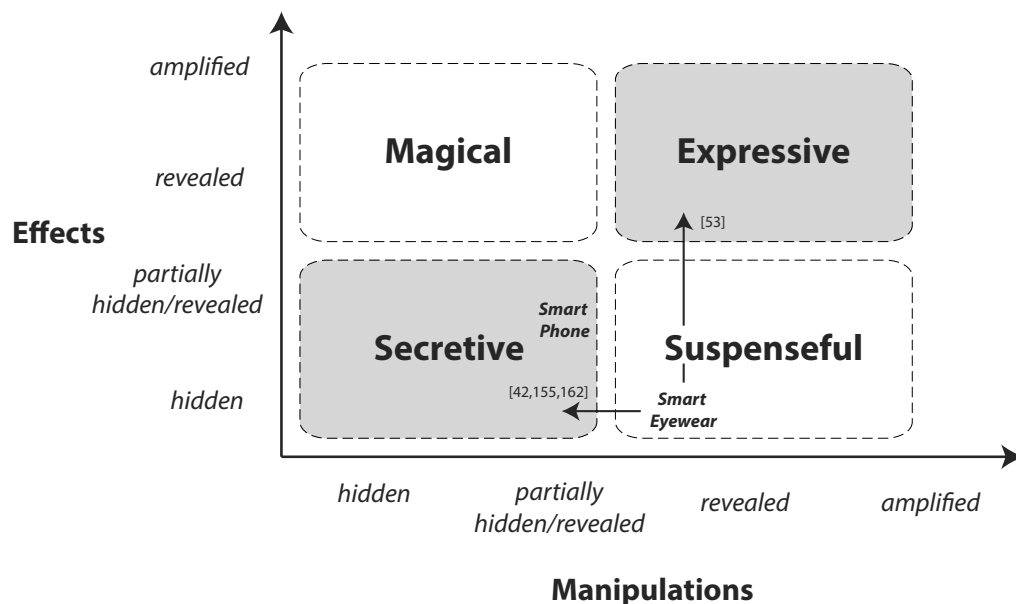 amplified
Magical
Expressive
revealed
[53]
Effects
partially
hidden/revealed
Smart
Phone
Secretive
Suspenseful
[42,155,162]
hidden
Smart
Eyewear
hidden
partially
hidden/revealed
revealed
amplified
Manipulations